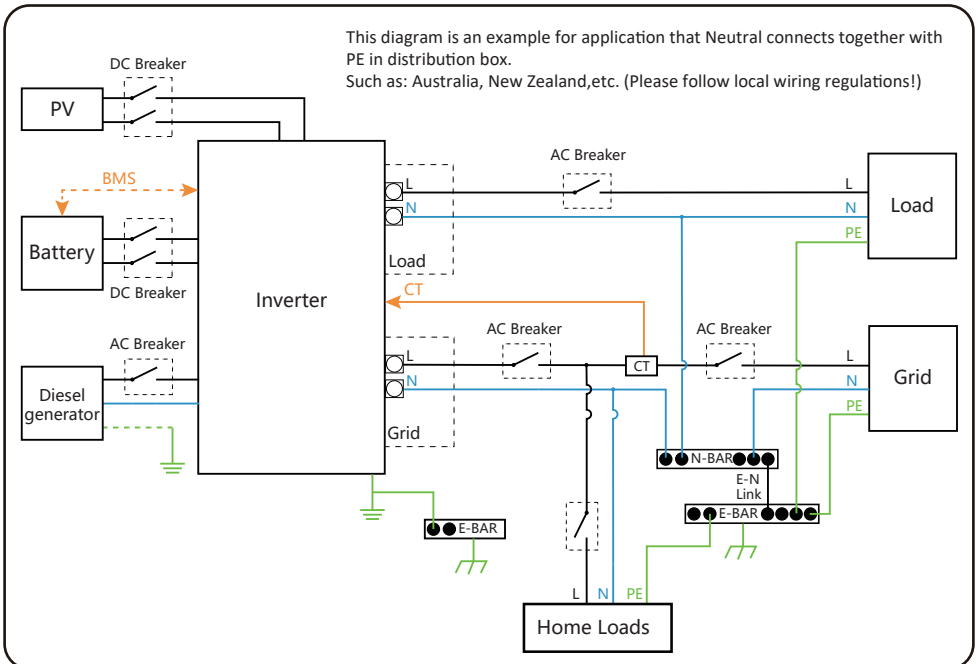 This diagram is an example for application that Neutral connects together with
PE in distribution box.
Such as: Australia, New Zealand,etc. (Please follow local wiring regulations!)
DC Breaker
PV
BMS
Battery
DC Breaker
AC Breaker
Diesel
generator
Inverter
L
N
Load
AC Breaker
L
N
PE
Load
CT
L
N
Grid
AC Breaker
CT
AC Breaker
L
N
PE
Grid
N-BAR
E-N
Link
E-BAR
E-BAR
L
N
PE
Home Loads